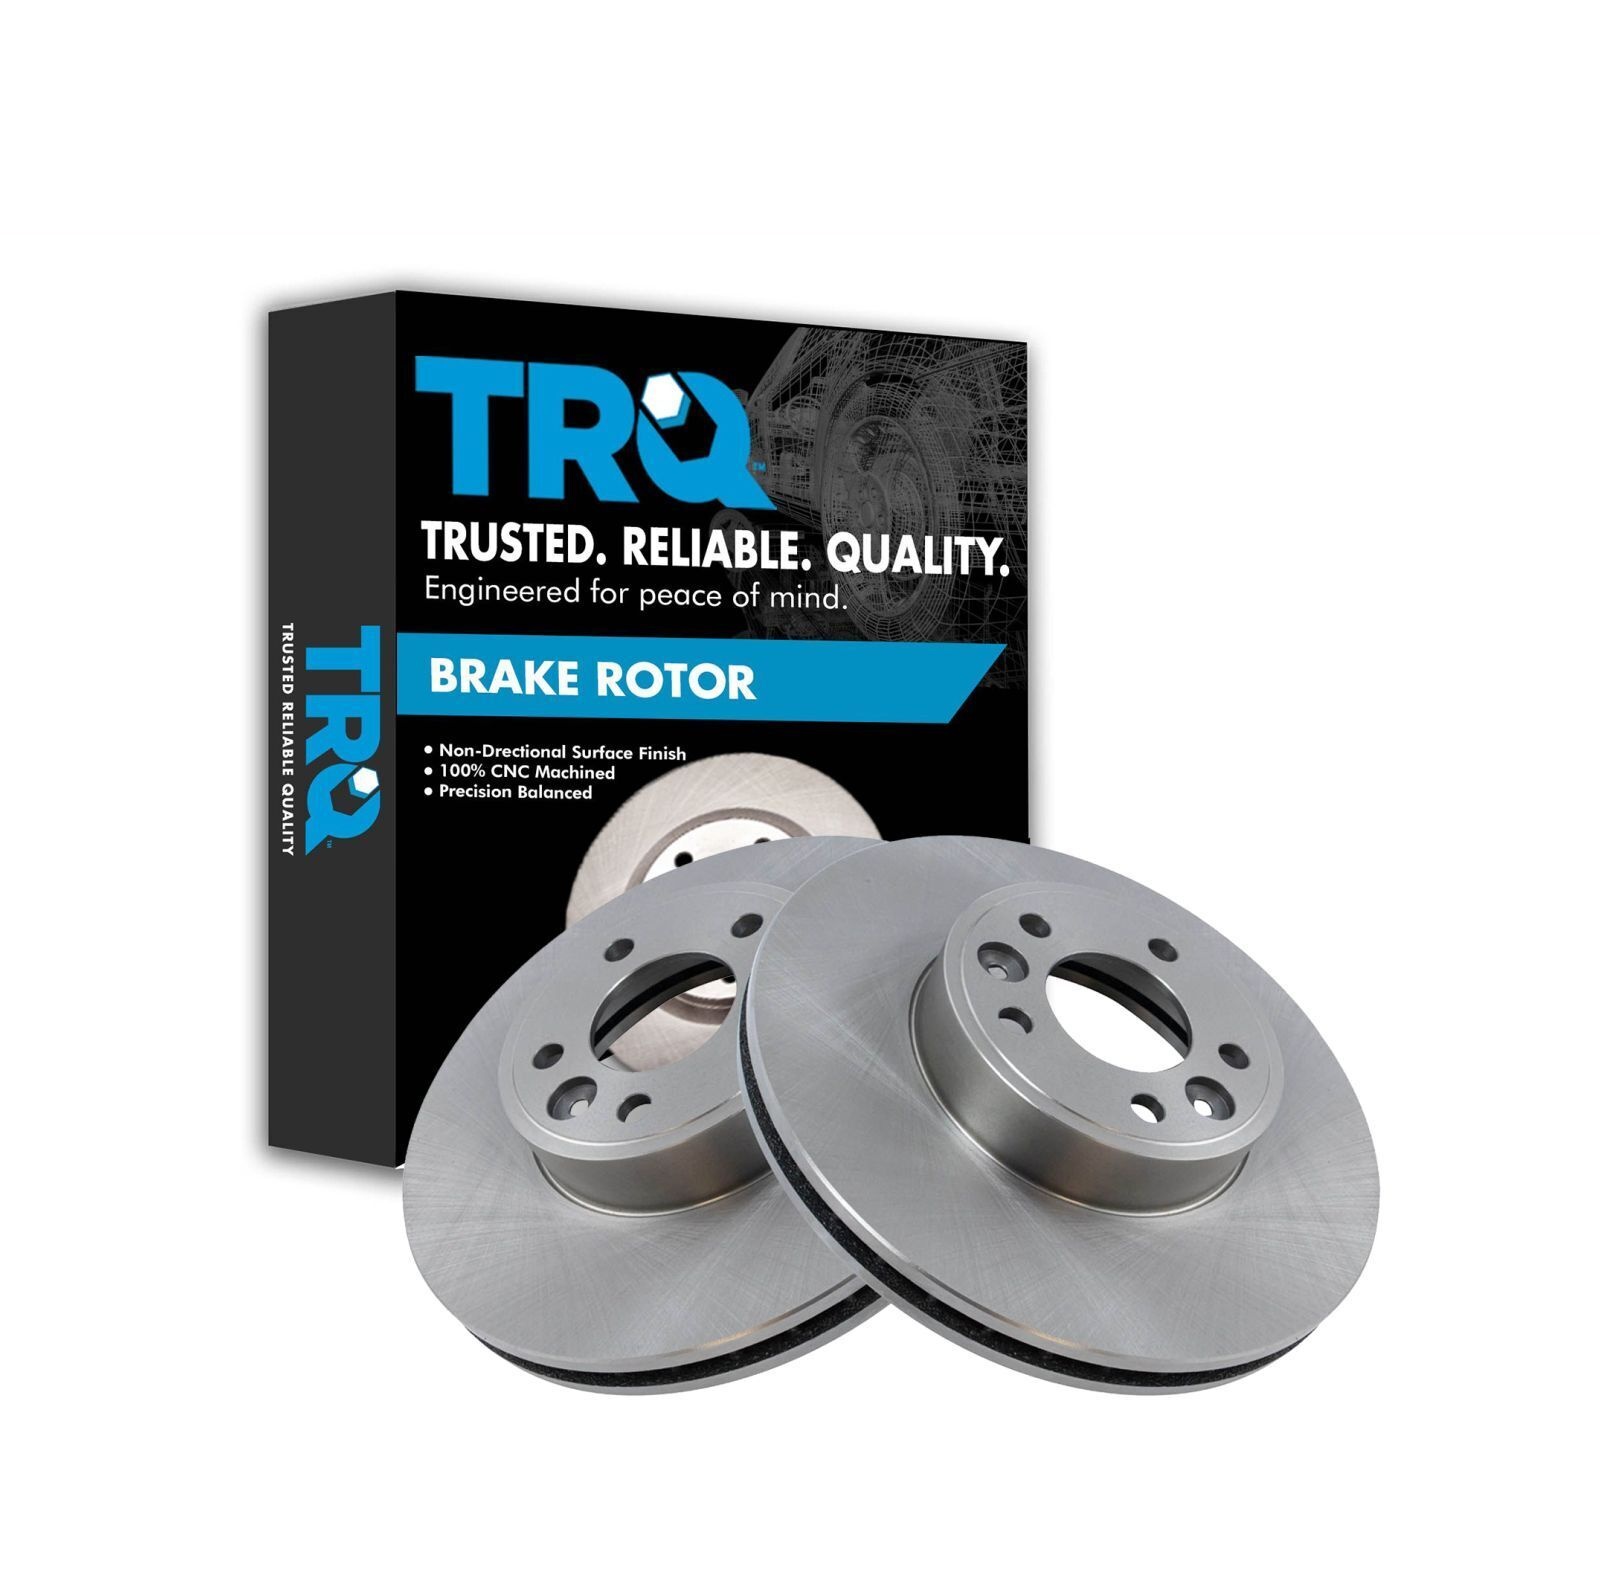 TRQ™
TRUSTED. RELIABLE. QUALITY.
Engineered for peace of mind.
BRAKE ROTOR
• Non-Drectional Surface Finish
• 100% CNC Machined
• Precision Balanced
TRQ™
TRUSTED RELIABLE QUALITY